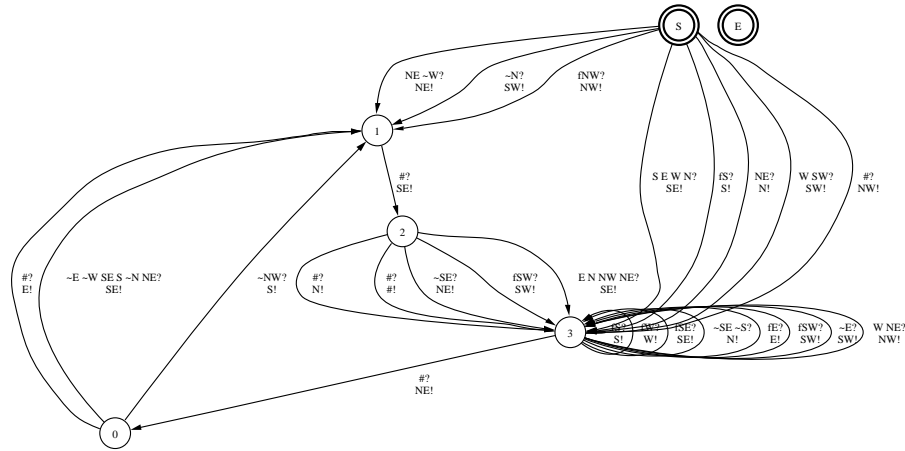 S
E
NE ~W?
NE!
~N?
SW!
fNW?
NW!
1
#?
SE!
S E W N?
SE!
fS?
S!
NE?
N!
W SW?
SW!
#?
NW!
2
#?
E!
~E ~W SE S ~N NE?
SE!
~NW?
S!
#?
N!
#?
#!
~SE?
NE!
fSW?
SW!
E N NW NE?
SE!
3
fS?
S!
fW?
W!
fSE?
SE!
~SE ~S?
N!
fE?
E!
fSW?
SW!
~E?
SW!
W NE?
NW!
#?
NE!
0